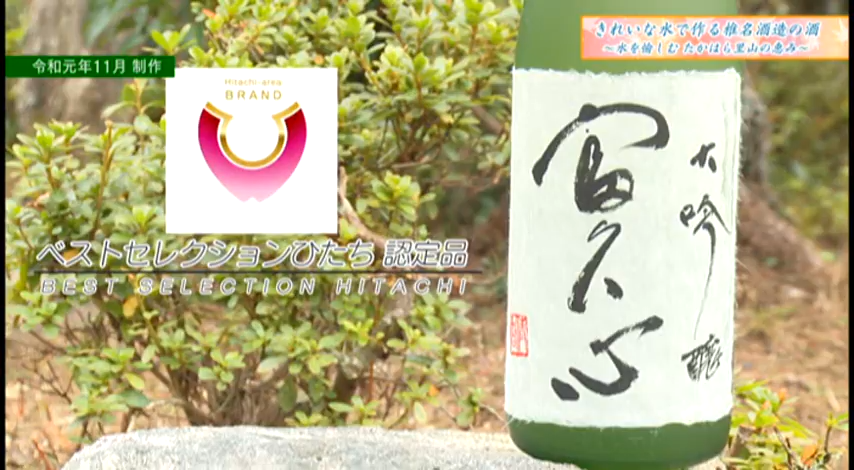 きれいな水で作る椎名酒造の酒
～水を愉しむ たかはら里山の恵み～
令和元年11月 制作
Hitachi area
BRAND
ベストセレクションひたち 認定品
BEST SELECTION HITACHI
大吟醸
富久心